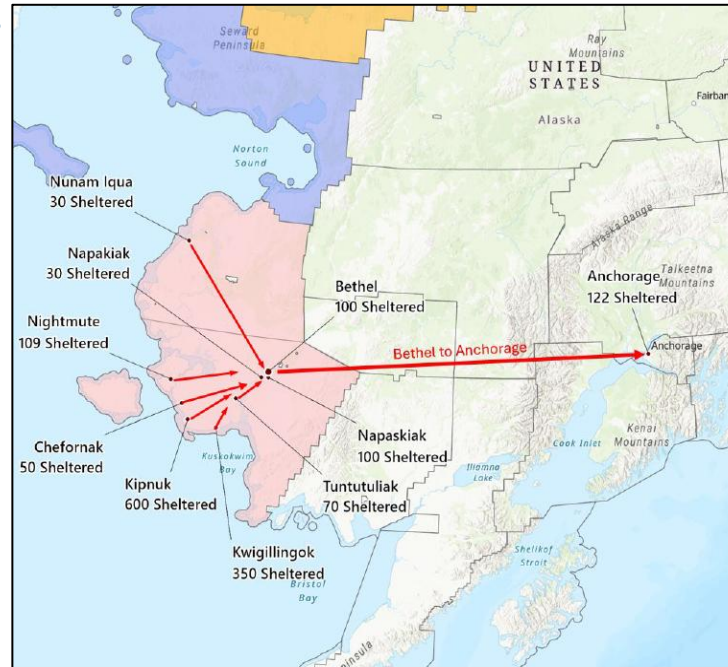 Seward
Peninsula
Ray
Mountains
UNITED
STATES
Alaska
Norton
Sound
Nunam Iqua
30 Sheltered
Napakiak
30 Sheltered
Nightmute
109 Sheltered
Bethel
100 Sheltered
Alaska Range
Talkeetna
Mountains
Anchorage
122 Sheltered
Anchorage
Bethel to Anchorage
Chefornak
50 Sheltered
Kipnuk
600 Sheltered
Kuskokwim
Bay
Kwigillingok
350 Sheltered
Tuntutuliak
70 Sheltered
Napaskiak
100 Sheltered
Iliamna
Lake
Cook Inlet
Kenai
Mountains
Shelikof
Strait
Bristol
Bay